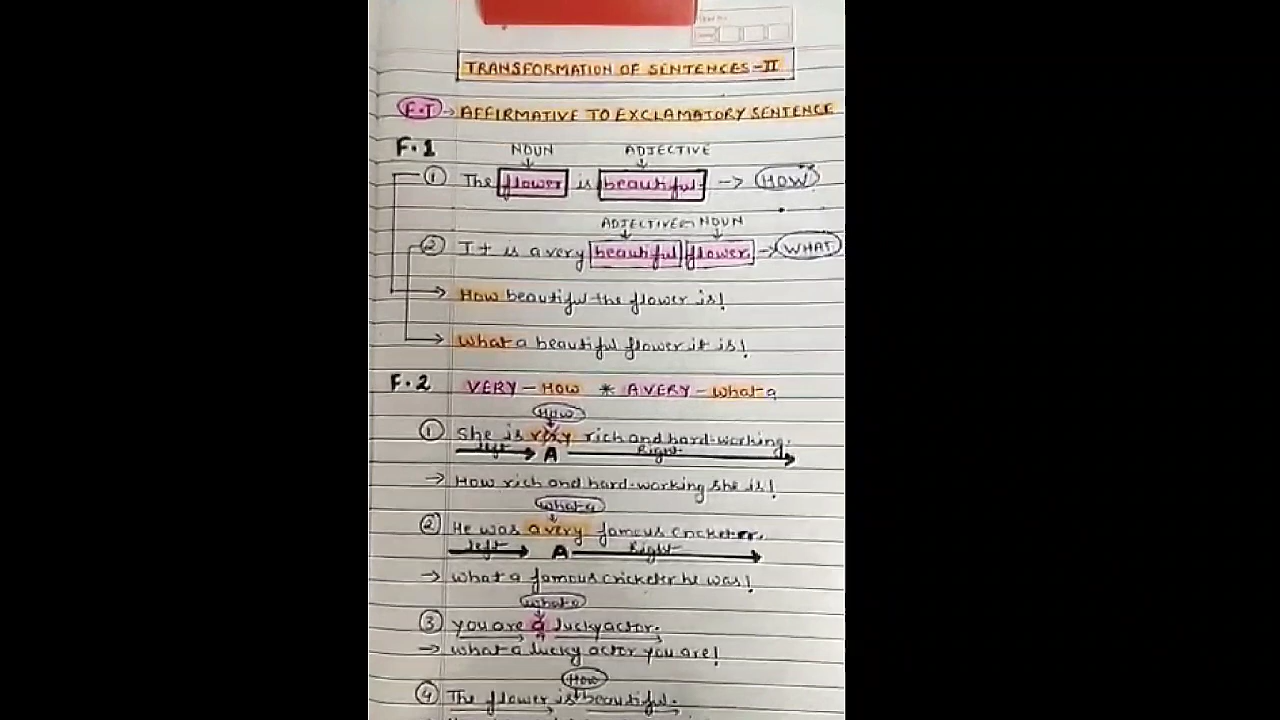 TRANSFORMATION OF SENTENCES-II
F.T → AFFIRMATIVE TO EXCLAMATORY SENTENCE
F.1 NOUN ADJECTIVE
① The flower is beautiful. → HOW
ADJECTIVE NOUN
② It is a very beautiful flower. → WHAT
→ How beautiful the flower is!
→ What a beautiful flower it is!
F.2 VERY - HOW * A VERY - what a
How
① She is very rich and hard-working.
left A Right
→ How rich and hard-working she is!
what a
② He was a very famous cricketer.
left A Right
→ what a famous cricketer he was!
what a
③ you are a lucky actor.
→ what a lucky actor you are!
How
④ The flower is beautiful.